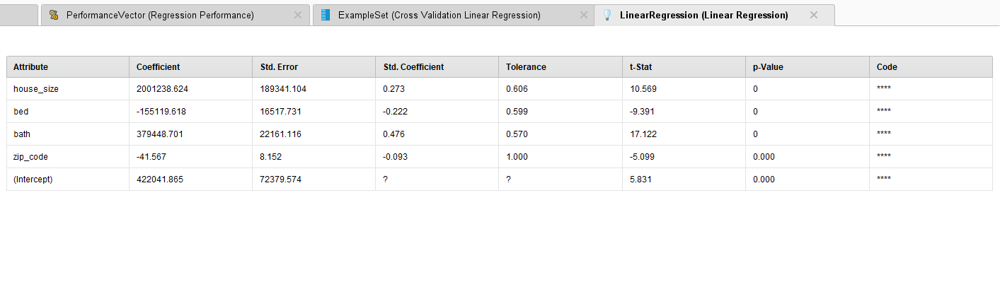 PerformanceVector (Regression Performance) ExampleSet (Cross Validation Linear Regression) LinearRegression (Linear Regression)
Attribute Coefficient Std. Error Std. Coefficient Tolerance t-Stat p-Value Code
house_size 2001238.624 189341.104 0.273 0.606 10.569 0 ****
bed -155119.618 16517.731 -0.222 0.599 -9.391 0 ****
bath 379448.701 22161.116 0.476 0.570 17.122 0 ****
zip_code -41.567 8.152 -0.093 1.000 -5.099 0.000 ****
(Intercept) 422041.865 72379.574 ? ? 5.831 0.000 ****